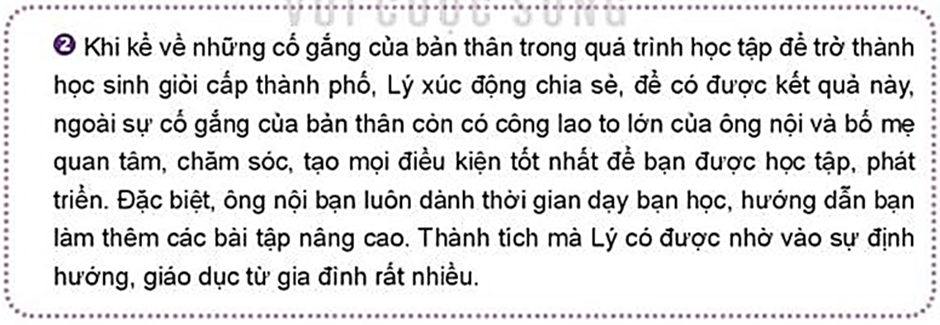 VỚI CUỘC SỐNG
2 Khi kể về những cố gắng của bản thân trong quá trình học tập để trở thành
học sinh giỏi cấp thành phố, Lý xúc động chia sẻ, để có được kết quả này,
ngoài sự cố gắng của bản thân còn có công lao to lớn của ông nội và bố mẹ
quan tâm, chăm sóc, tạo mọi điều kiện tốt nhất để bạn được học tập, phát
triển. Đặc biệt, ông nội bạn luôn dành thời gian dạy bạn học, hướng dẫn bạn
làm thêm các bài tập nâng cao. Thành tích mà Lý có được nhờ vào sự định
hướng, giáo dục từ gia đình rất nhiều.